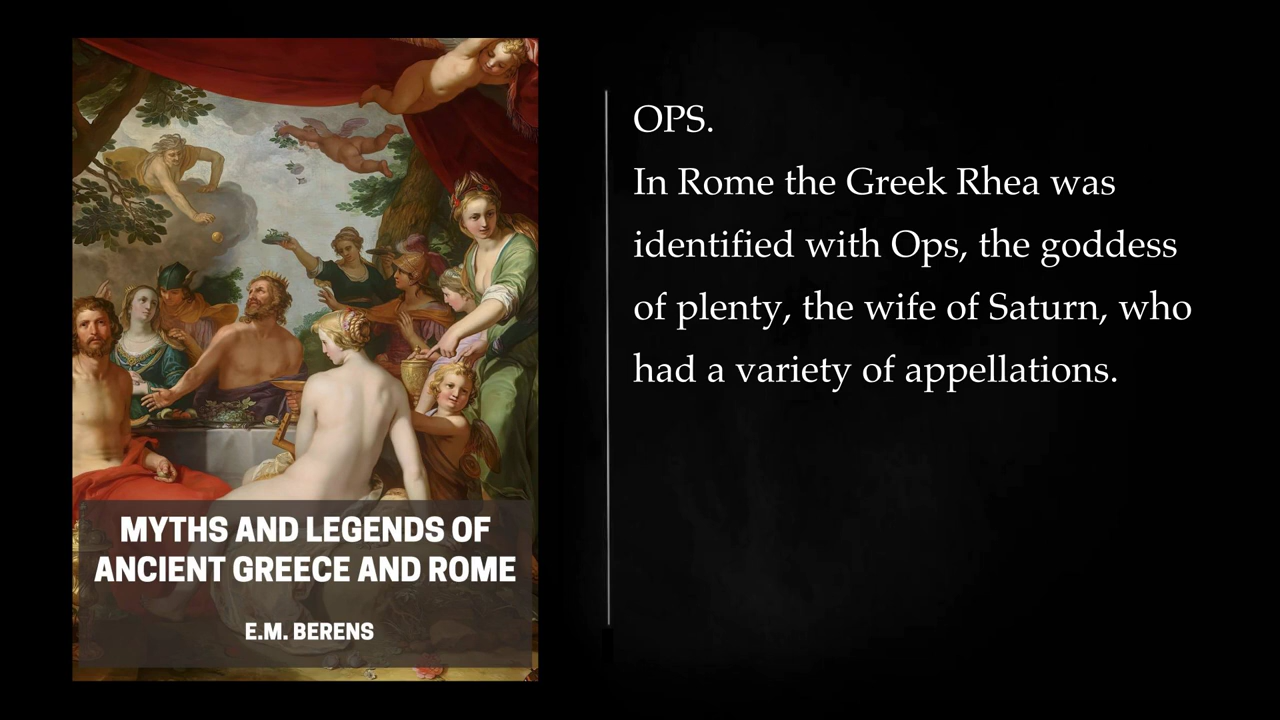 MYTHS AND LEGENDS OF
ANCIENT GREECE AND ROME
E.M. BERENS
OPS.
In Rome the Greek Rhea was
identified with Ops, the goddess
of plenty, the wife of Saturn, who
had a variety of appellations.